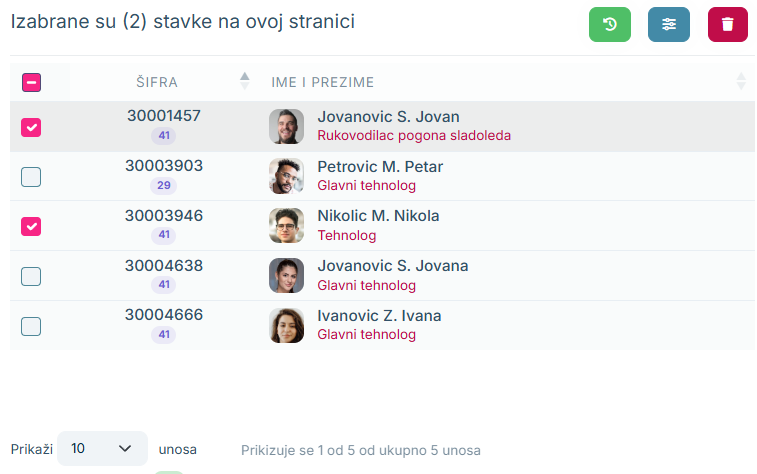 Izabrane su (2) stavke na ovoj stranici
ŠIFRA IME I PREZIME
30001457 Jovanovic S. Jovan
41 Rukovodilac pogona sladoleda
30003903 Petrovic M. Petar
29 Glavni tehnolog
30003946 Nikolic M. Nikola
41 Tehnolog
30004638 Jovanovic S. Jovana
41 Glavni tehnolog
30004666 Ivanovic Z. Ivana
41 Glavni tehnolog
Prikaži 10 unosa Prikizuje se 1 od 5 od ukupno 5 unosa